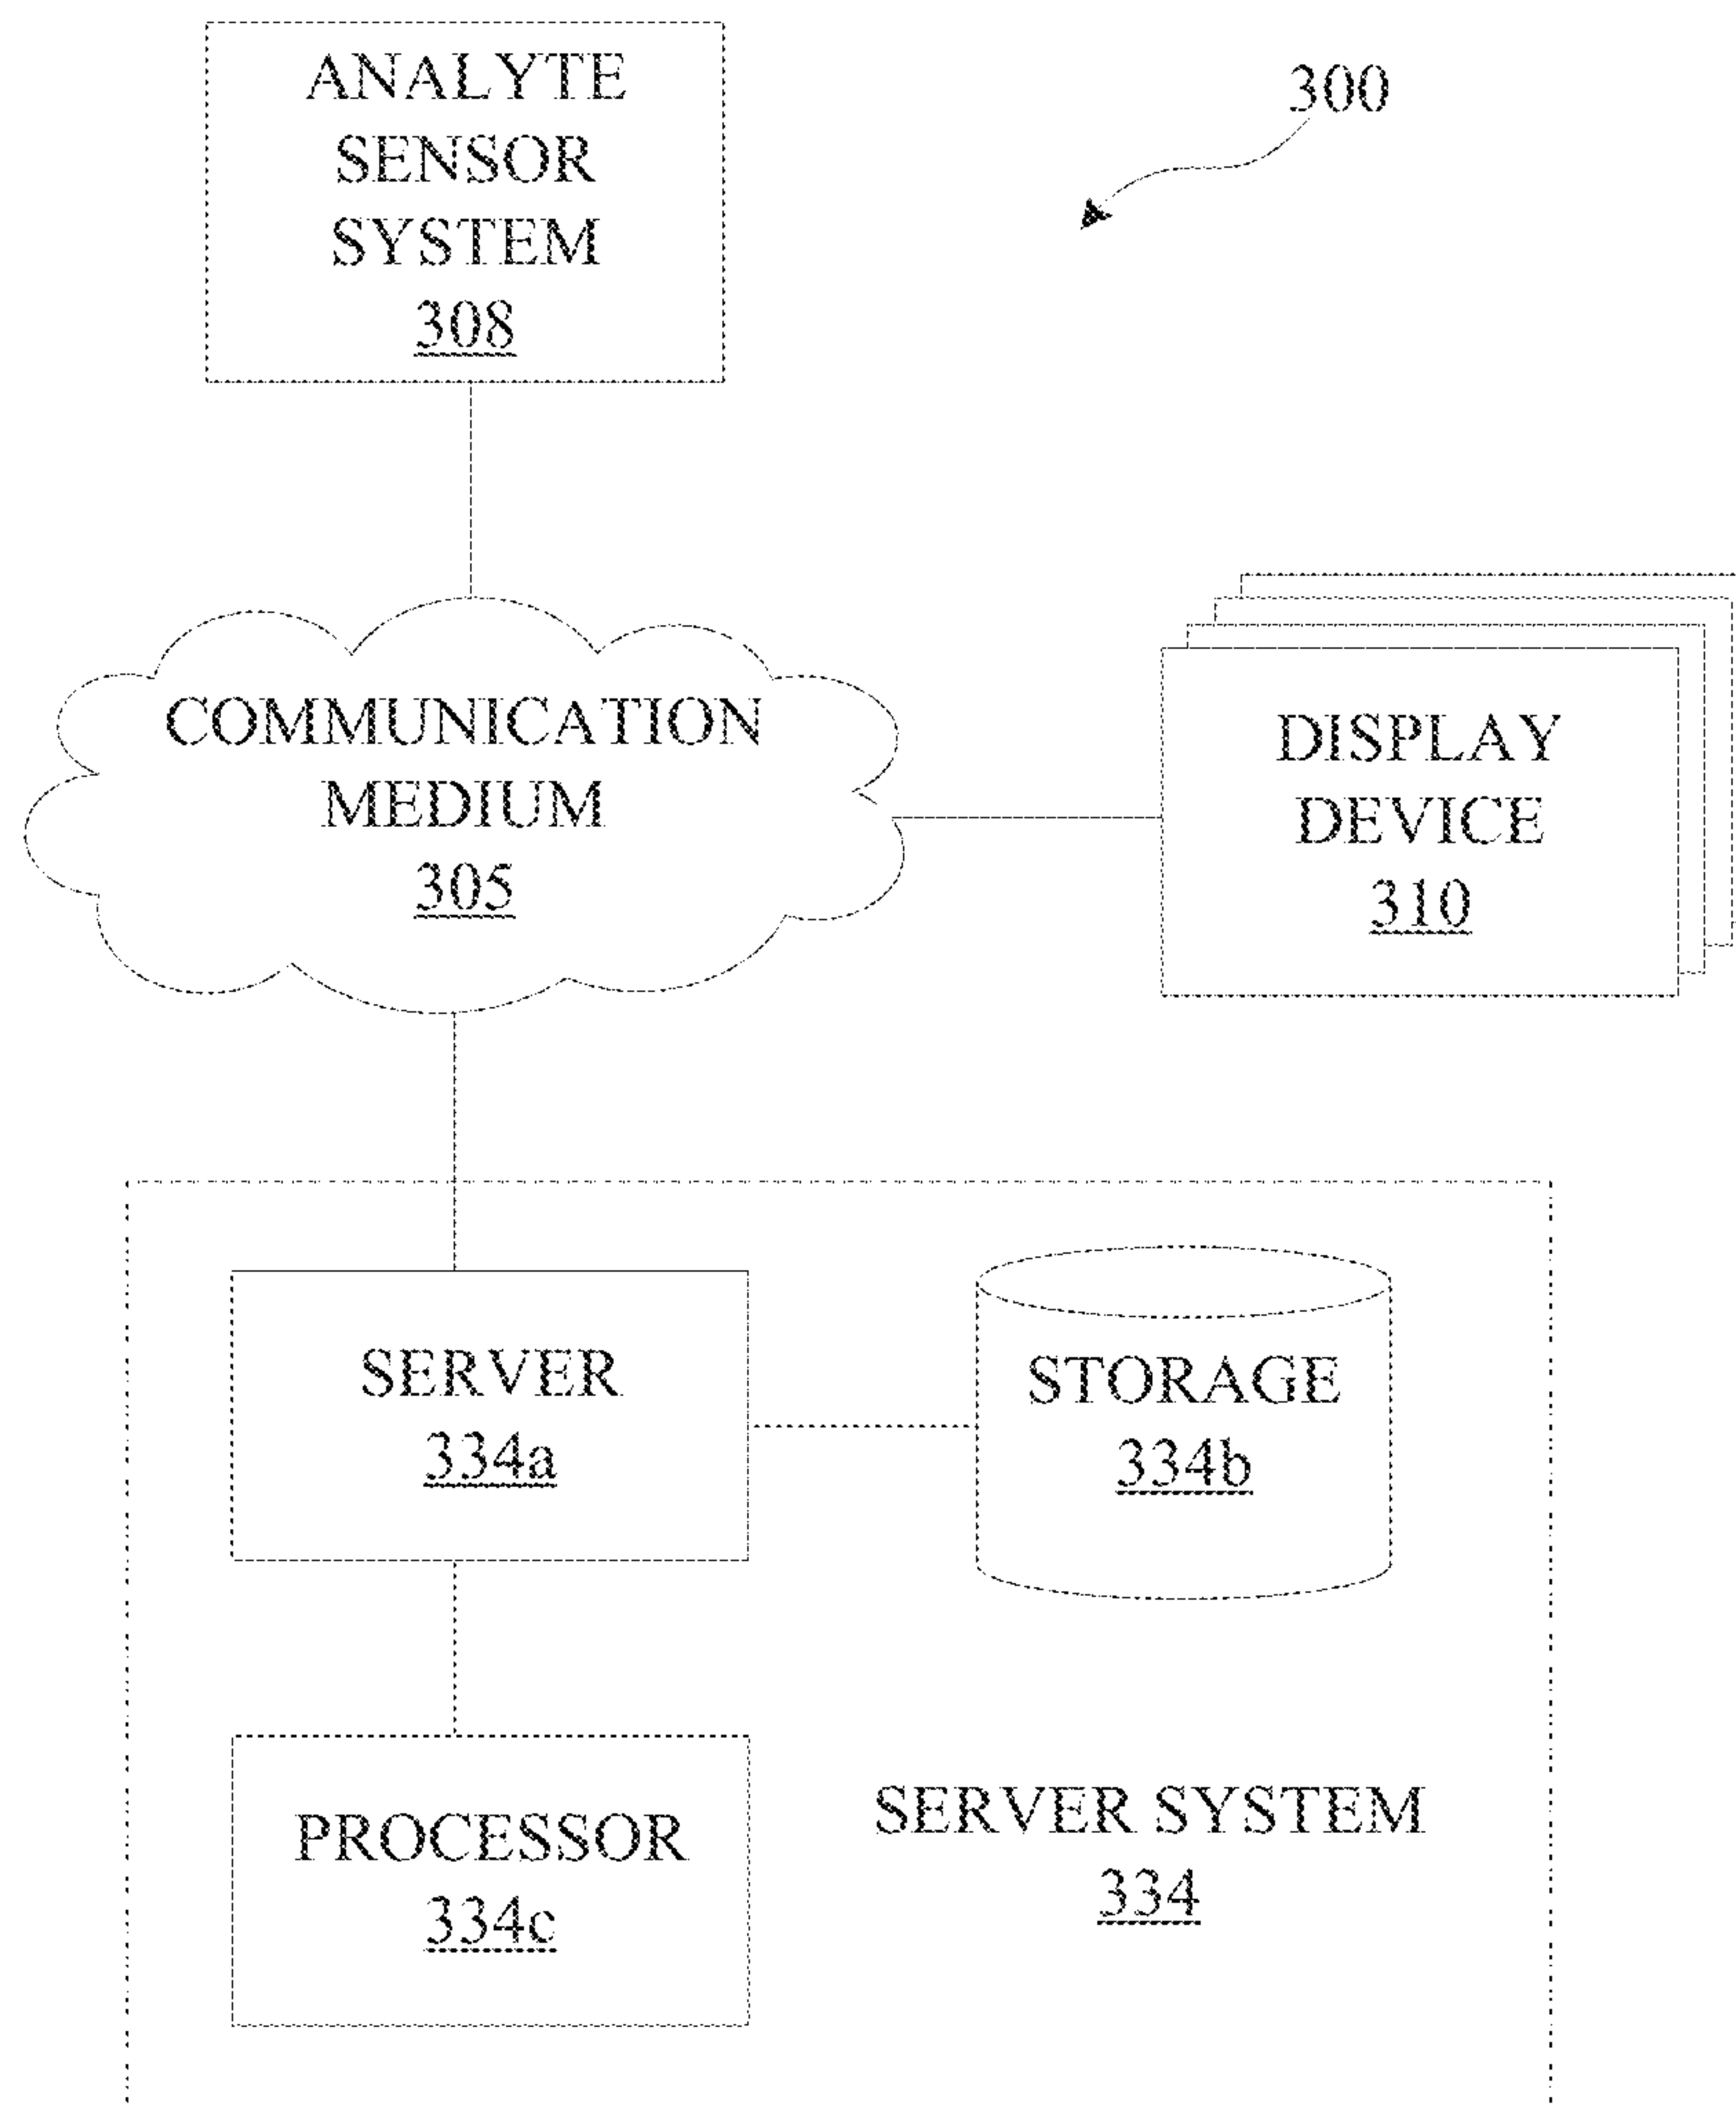 ANALYTE
SENSOR
SYSTEM
308
300
COMMUNICATION
MEDIUM
305
DISPLAY
DEVICE
310
SERVER
334a
STORAGE
334b
PROCESSOR
334c
SERVER SYSTEM
334